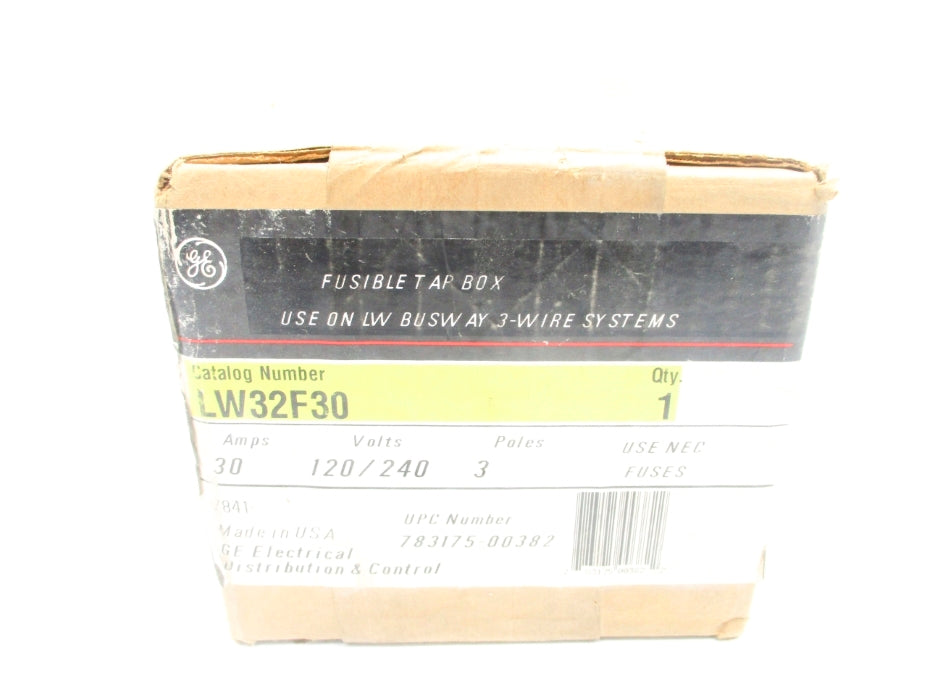 GE
FUSIBLE TAP BOX
USE ON LW BUSWAY 3-WIRE SYSTEMS
Catalog Number Qty.
LW32F30 1
Amps Volts Poles USE NEC
30 120/240 3 FUSES
Made in USA UPC Number
GE Electrical 783175-00382
Distribution & Control